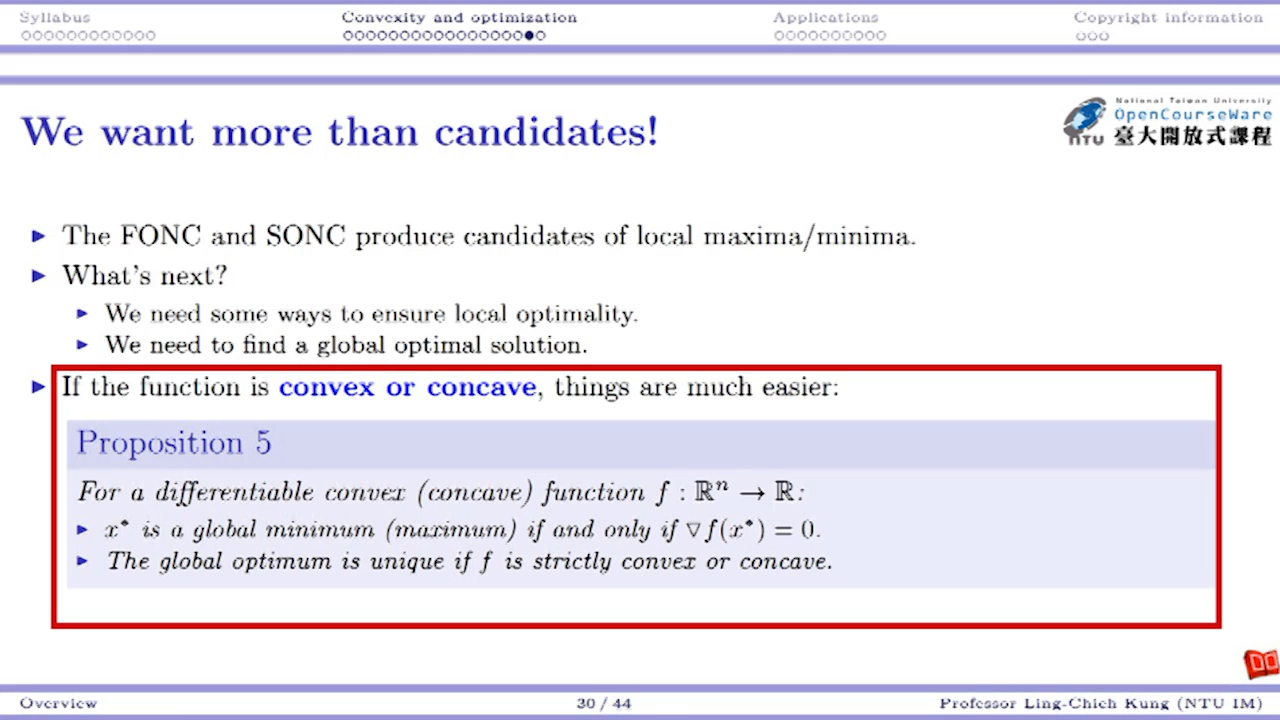 Syllabus Convexity and optimization Applications Copyright information
We want more than candidates!
National Taiwan University
OpenCourseWare
NTU 臺大開放式課程
The FONC and SONC produce candidates of local maxima/minima.
What's next?
We need some ways to ensure local optimality.
We need to find a global optimal solution.
If the function is convex or concave, things are much easier:
Proposition 5
For a differentiable convex (concave) function f : ℝⁿ → ℝ:
x* is a global minimum (maximum) if and only if ▽f(x*) = 0.
The global optimum is unique if f is strictly convex or concave.
Overview 30 / 44 Professor Ling-Chieh Kung (NTU IM)